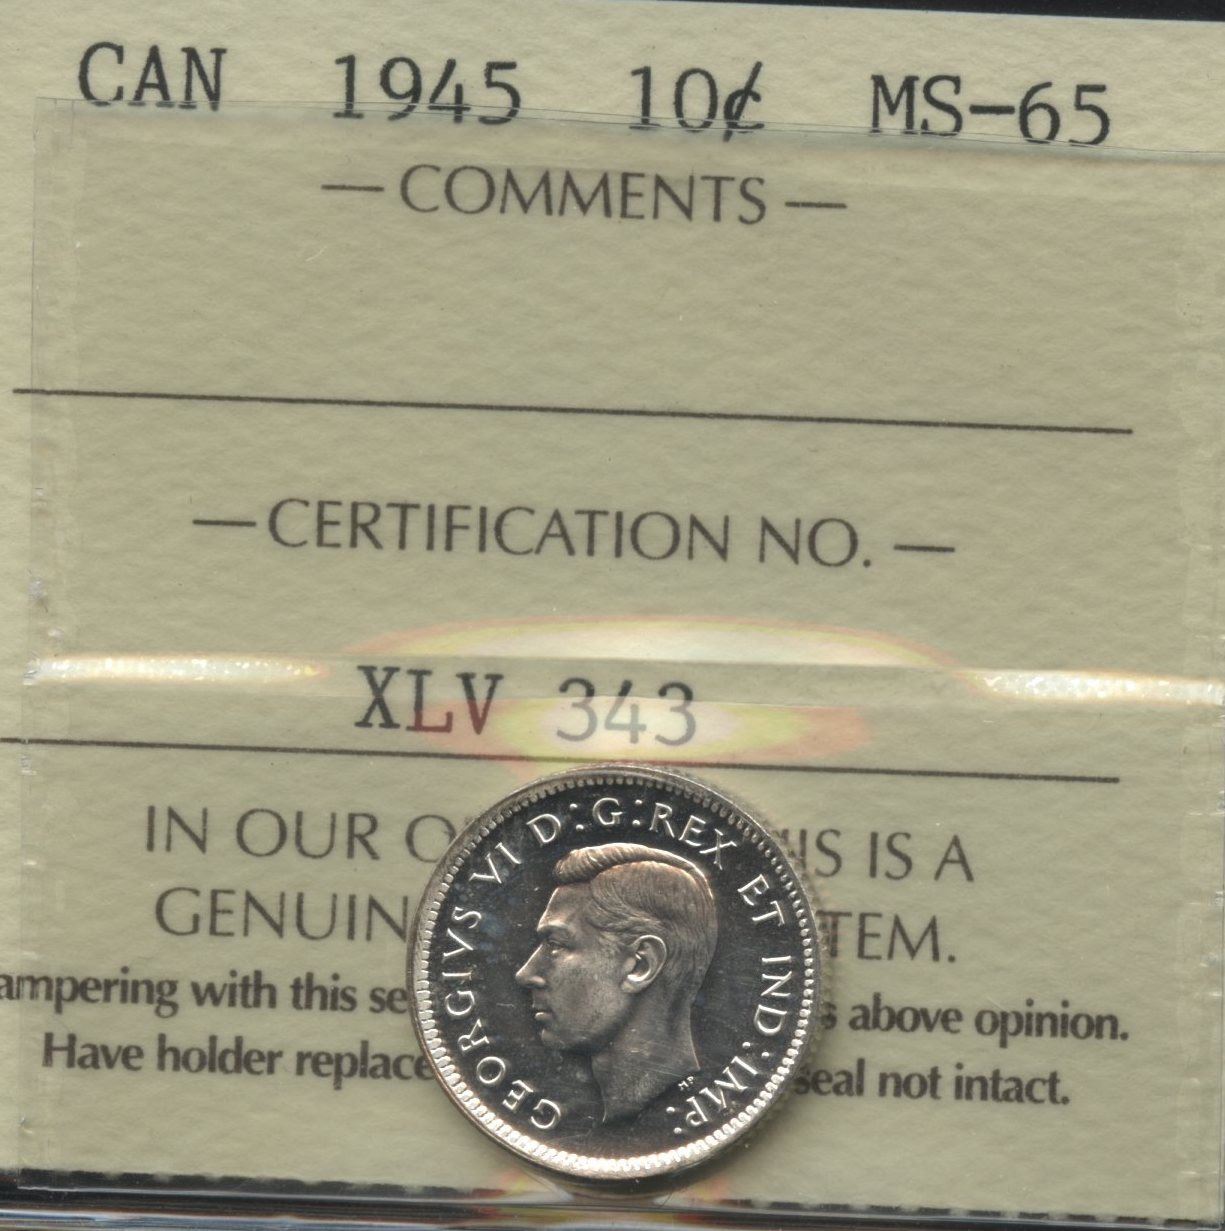 CAN 1945 10¢ MS-65
— COMMENTS —
— CERTIFICATION NO. —
XLV 343
IN OUR O IS IS A
GENUIN TEM.
ampering with this se s above opinion.
Have holder replace seal not intact.
GEORGIVS VI D:G:REX ET IND:IMP:
HP